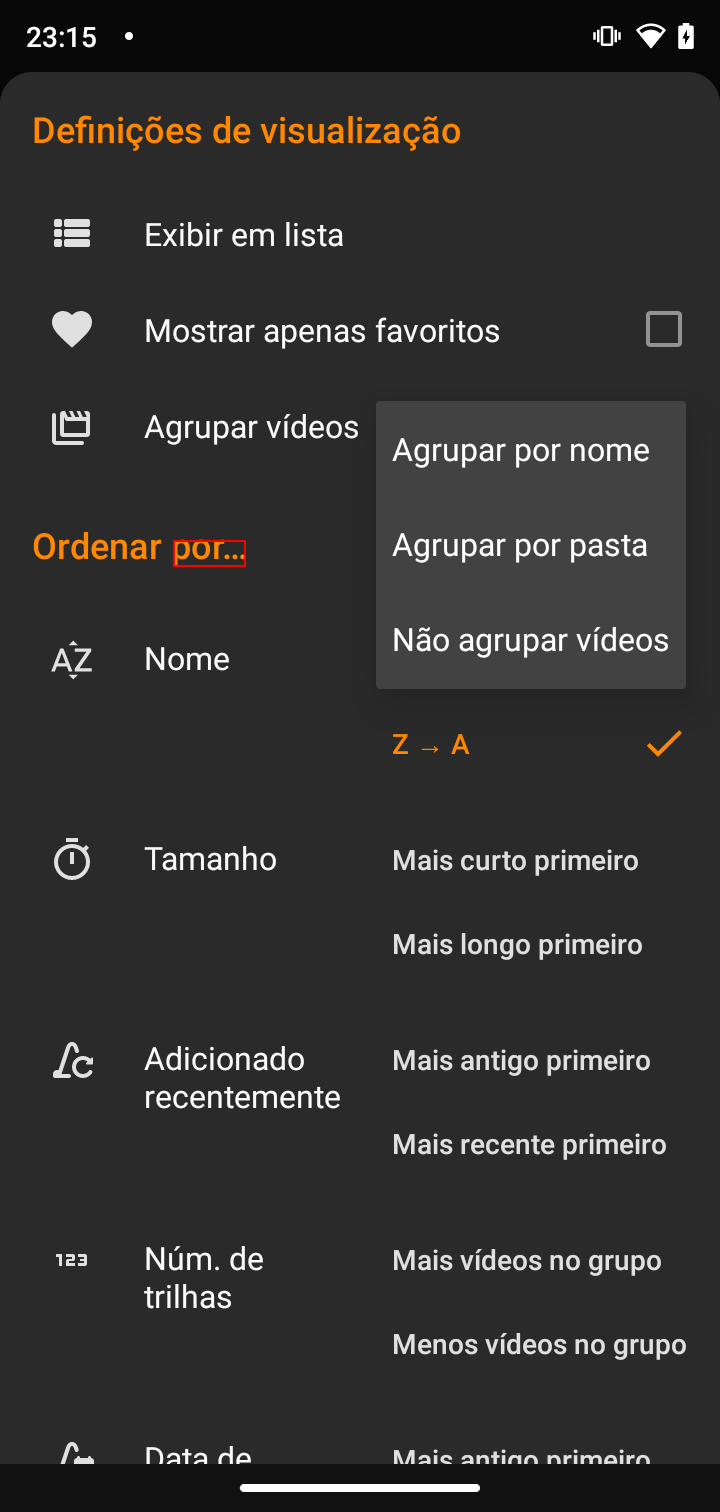 23:15
Definições de visualização
Exibir em lista
Mostrar apenas favoritos
Agrupar vídeos
Agrupar por nome
Agrupar por pasta
Não agrupar vídeos
Ordenar por...
Nome
Z → A
Tamanho
Mais curto primeiro
Mais longo primeiro
Adicionado
recentemente
Mais antigo primeiro
Mais recente primeiro
123
Núm. de
trilhas
Mais vídeos no grupo
Menos vídeos no grupo
Data de
Mais antigo primeiro